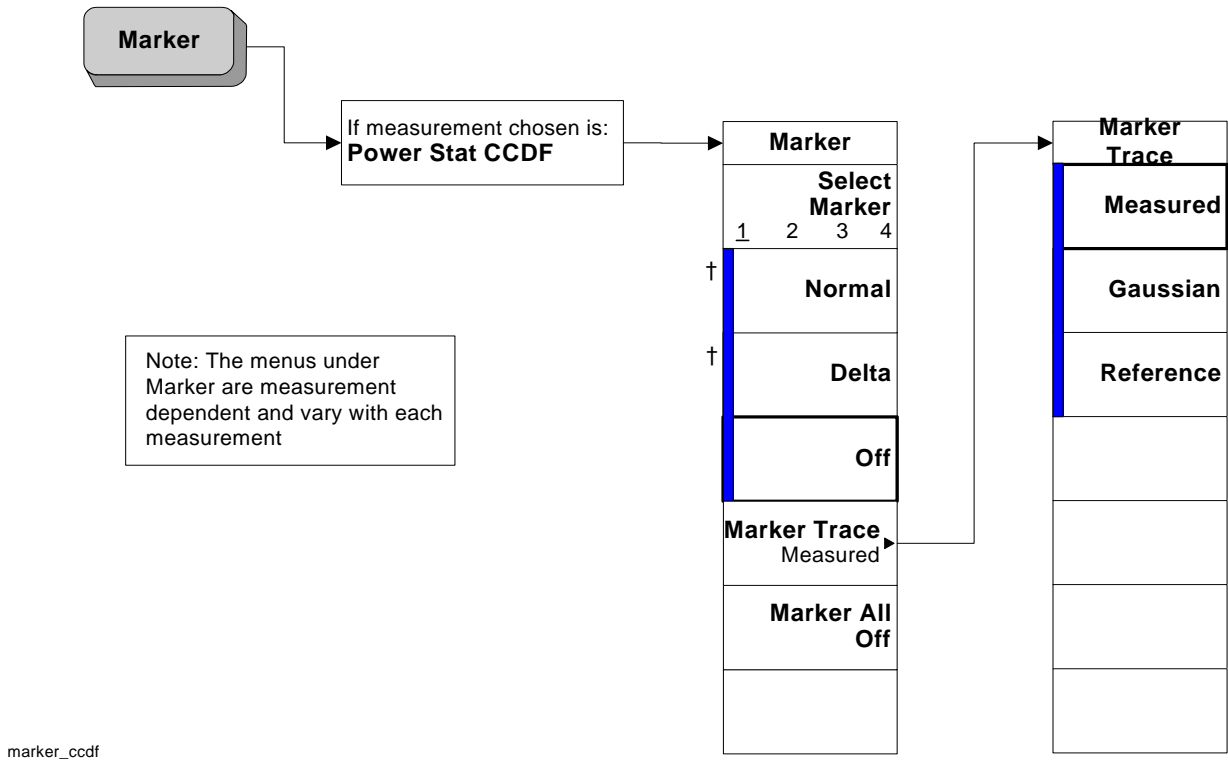 Marker
If measurement chosen is:
Power Stat CCDF
Note: The menus under
Marker are measurement
dependent and vary with each
measurement
Marker
Select
Marker
1 2 3 4
†
Normal
†
Delta
Off
Marker Trace
Measured
Marker All
Off
Marker
Trace
Measured
Gaussian
Reference
marker_ccdf